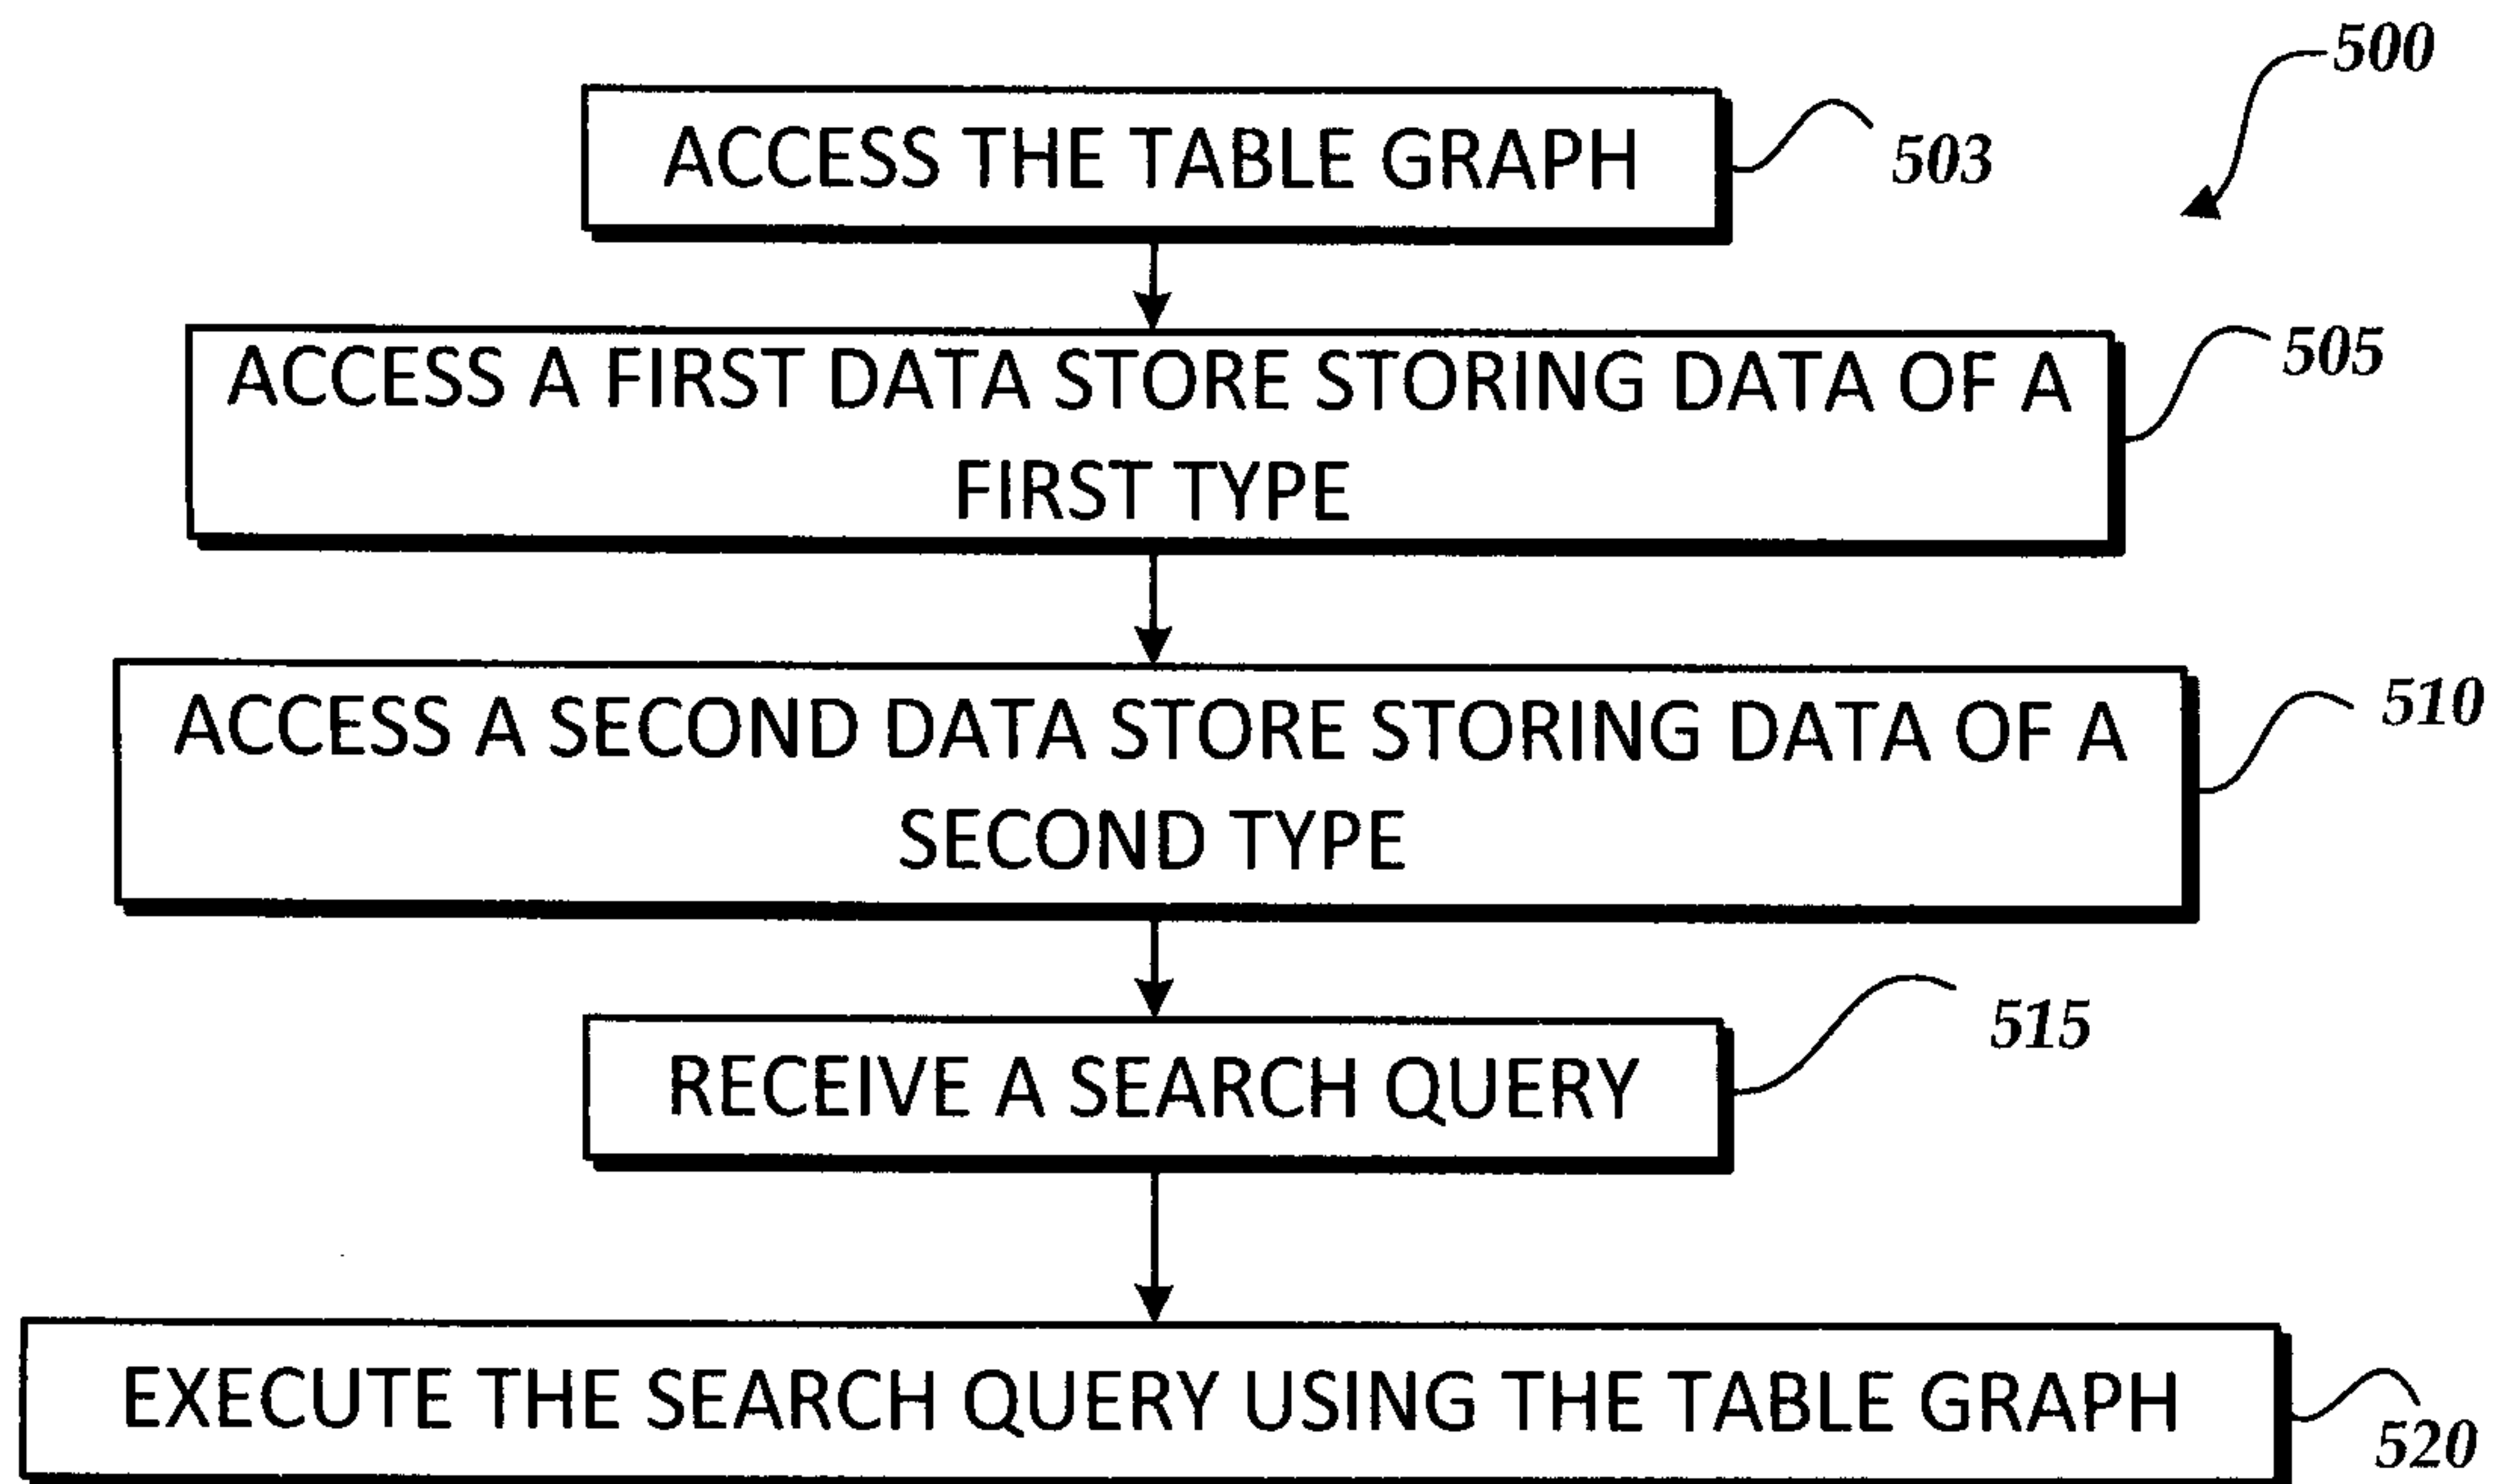 500
ACCESS THE TABLE GRAPH
503
ACCESS A FIRST DATA STORE STORING DATA OF A
FIRST TYPE
505
ACCESS A SECOND DATA STORE STORING DATA OF A
SECOND TYPE
510
RECEIVE A SEARCH QUERY
515
EXECUTE THE SEARCH QUERY USING THE TABLE GRAPH
520